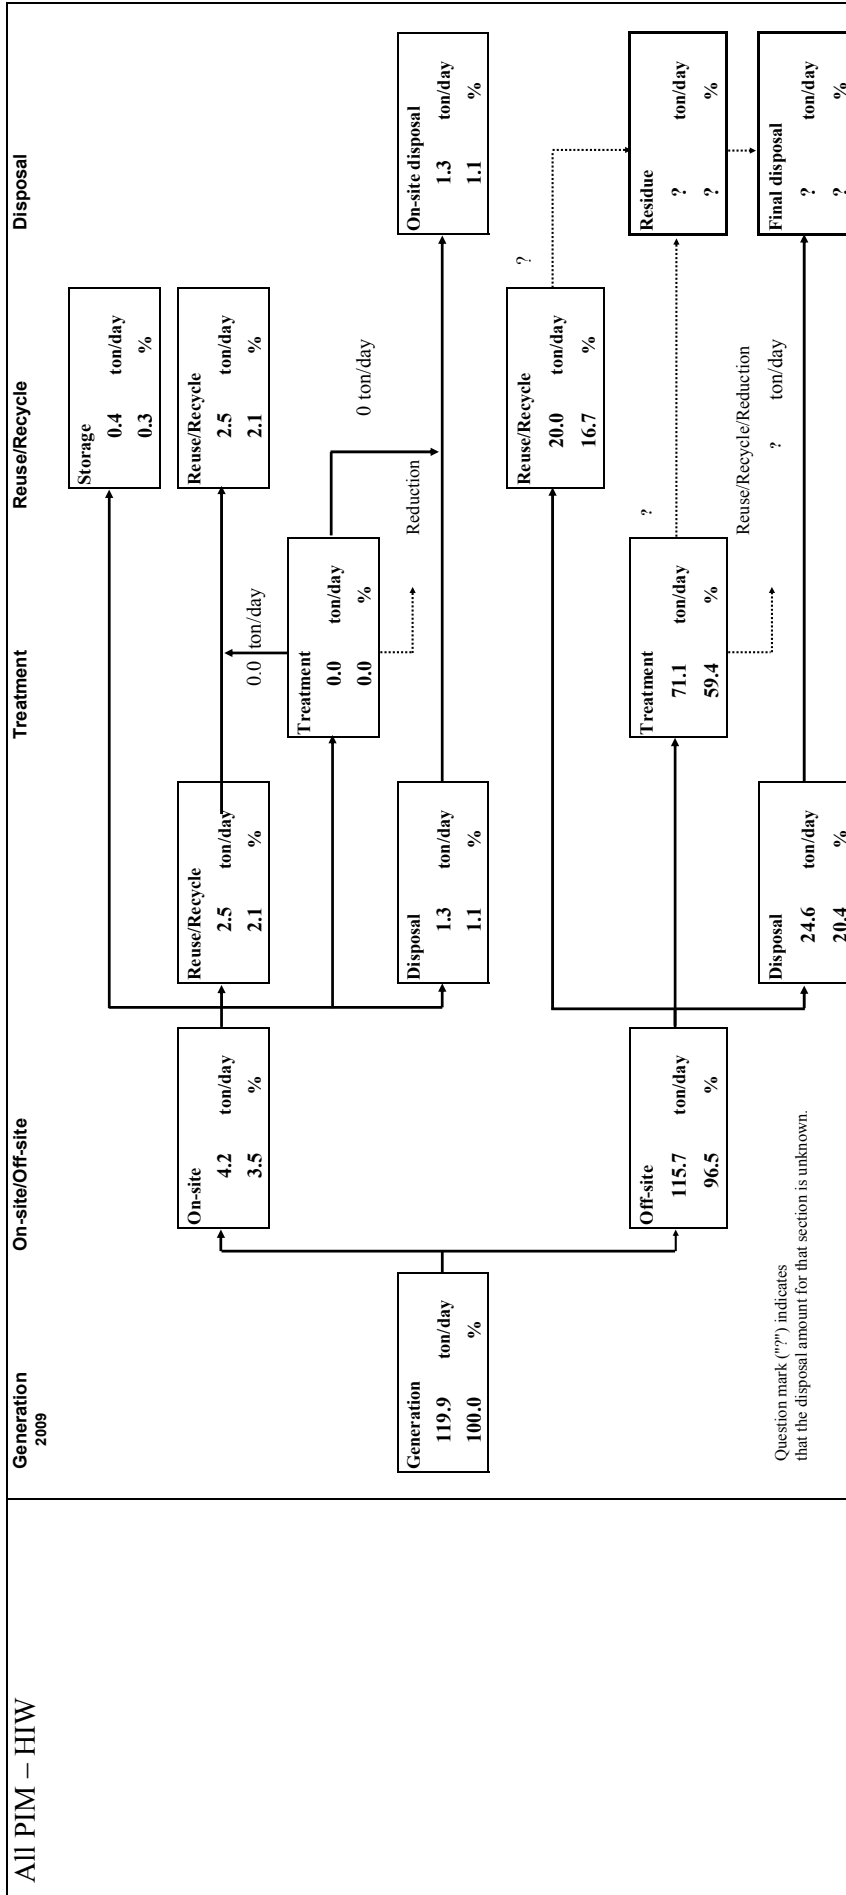 All PIM – HIW
Generation
2009
On-site/Off-site
Treatment
Reuse/Recycle
Disposal
Storage
0.4 ton/day
0.3 %
On-site
4.2 ton/day
3.5 %
Reuse/Recycle
2.5 ton/day
2.1 %
Reuse/Recycle
2.5 ton/day
2.1 %
0.0 ton/day
Treatment
0.0 ton/day
0.0 %
0 ton/day
Reduction
Generation
119.9 ton/day
100.0 %
Disposal
1.3 ton/day
1.1 %
On-site disposal
1.3 ton/day
1.1 %
Reuse/Recycle
20.0 ton/day
16.7 %
?
Off-site
115.7 ton/day
96.5 %
Treatment
71.1 ton/day
59.4 %
?
Residue
? ton/day
? %
Reuse/Recycle/Reduction
? ton/day
Disposal
24.6 ton/day
20.4 %
Final disposal
? ton/day
? %
Question mark ("?") indicates
that the disposal amount for that section is unknown.